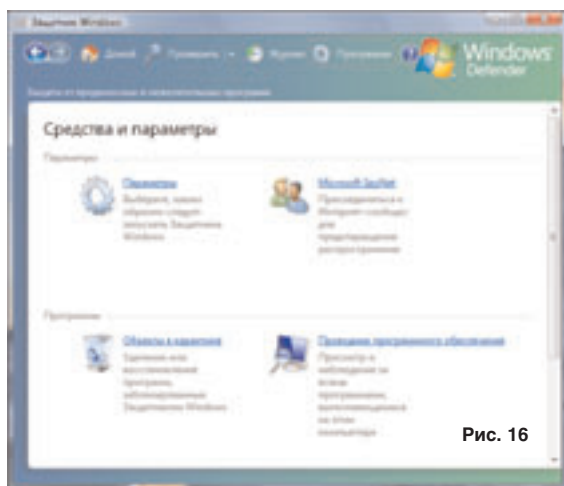 Защитник Windows
Домой Проверить Журнал Программы
Windows
Defender
Защита от вредоносных и нежелательных программ
Средства и параметры
Параметры
Параметры
Выберите, каким
образом следует
запускать Защитника
Windows
Microsoft SpyNet
Присоединиться к
Интернет-сообществу
для
предотвращения
распространения
Программы
Объекты в карантине
Удаление или
восстановление
программ,
заблокированных
Защитником Windows
Проводник программного обеспечения
Просмотр и
наблюдение за
всеми
программами,
выполняющимися
на этом
компьютере
Рис. 16